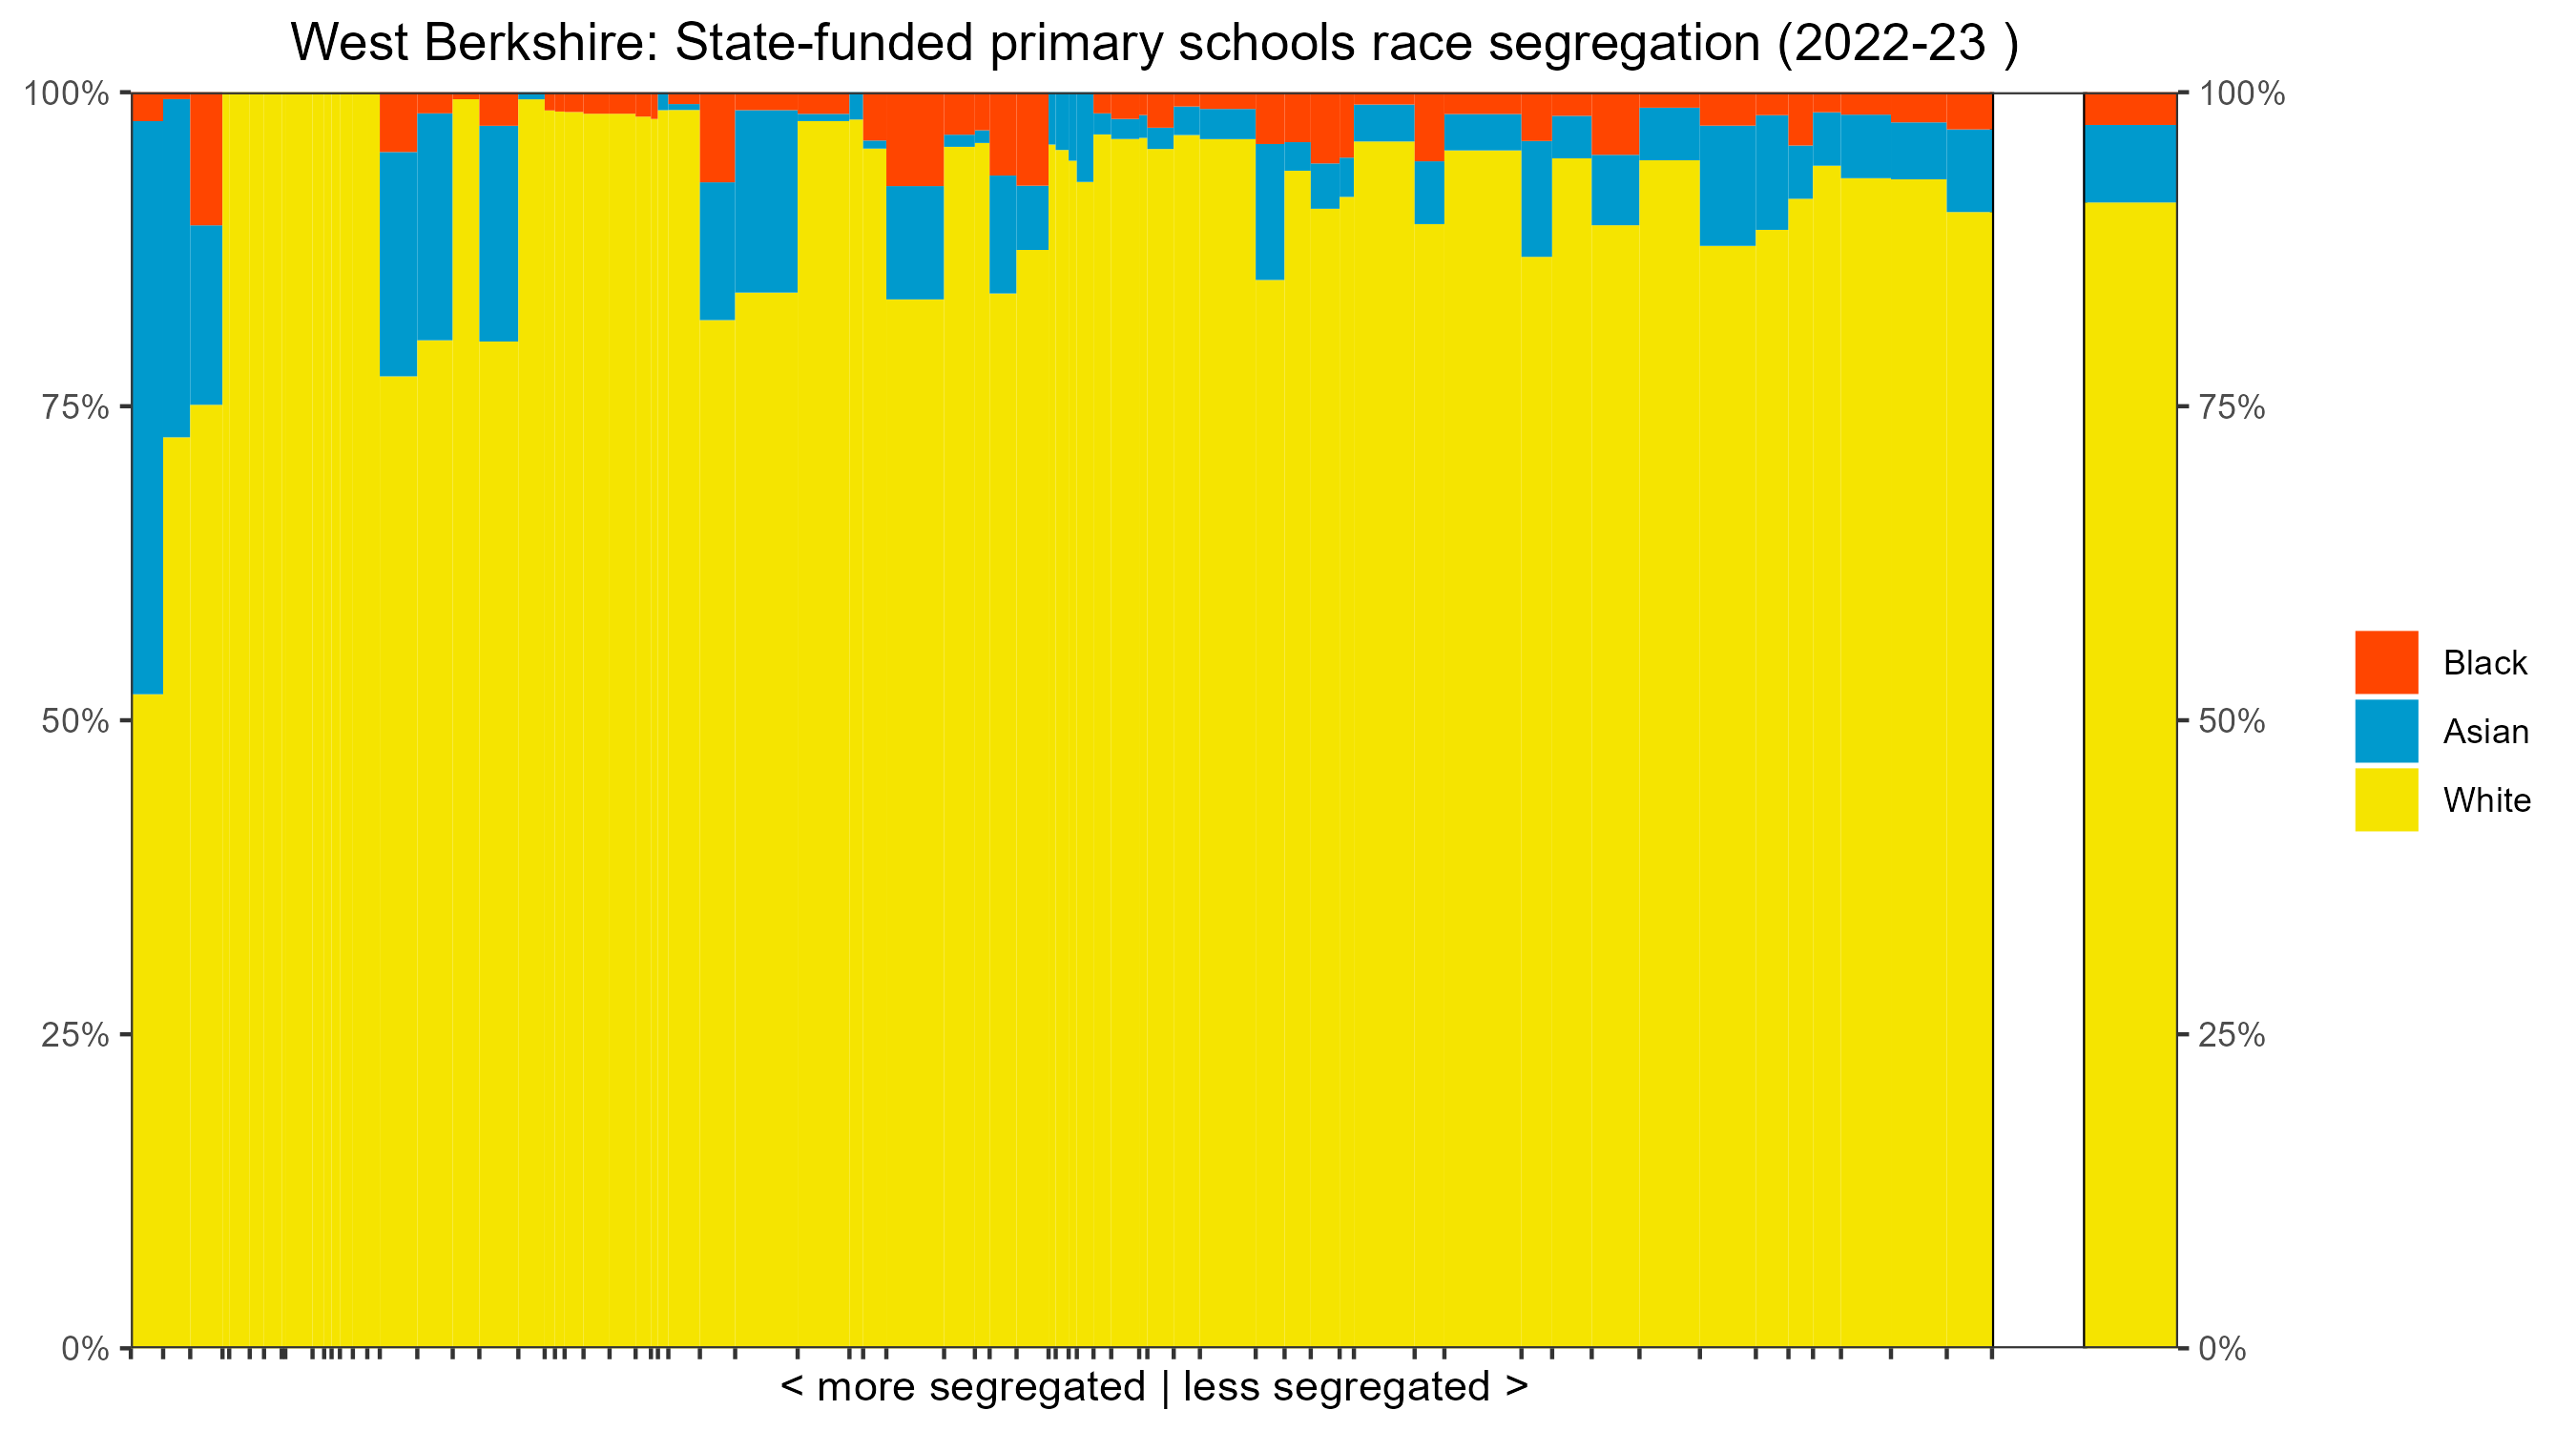 West Berkshire: State-funded primary schools race segregation (2022-23 )
100%
75%
50%
25%
0%
100%
75%
50%
25%
0%
Black
Asian
White
< more segregated | less segregated >